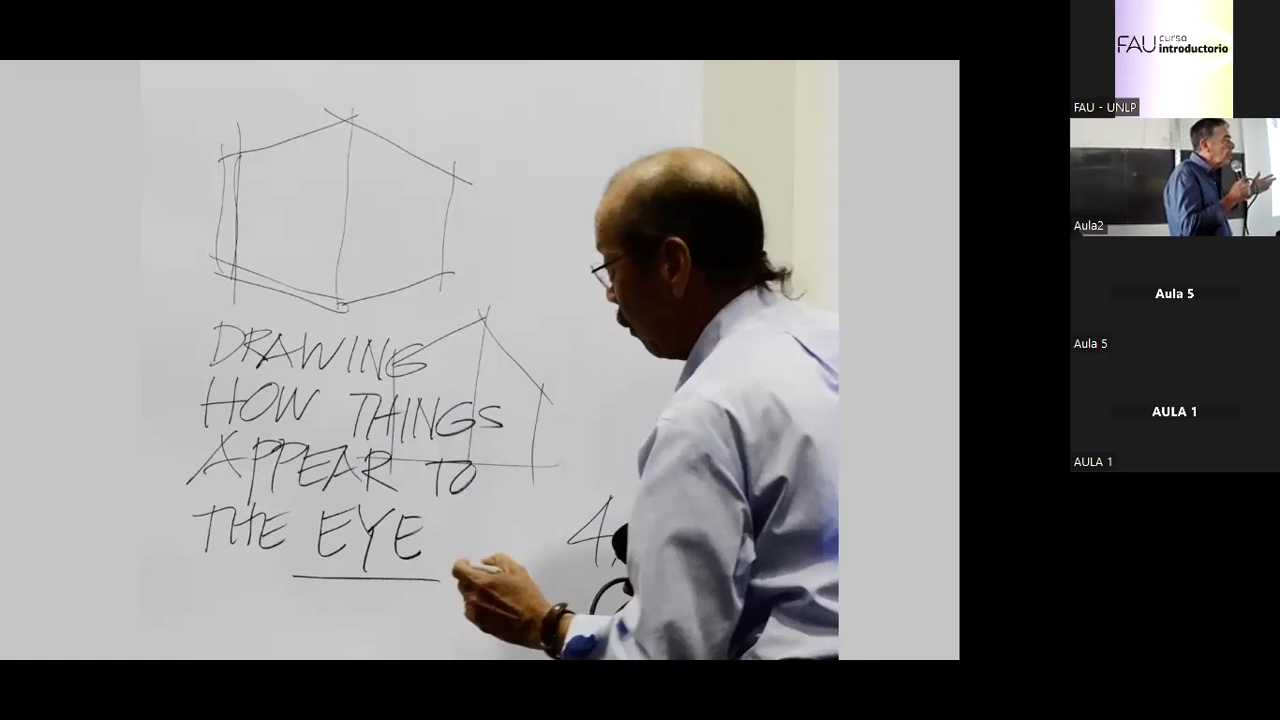 DRAWING
HOW THINGS
APPEAR TO
THE EYE
4.
FAU curso
introductorio
FAU - UNLP
Aula2
Aula 5
Aula 5
AULA 1
AULA 1